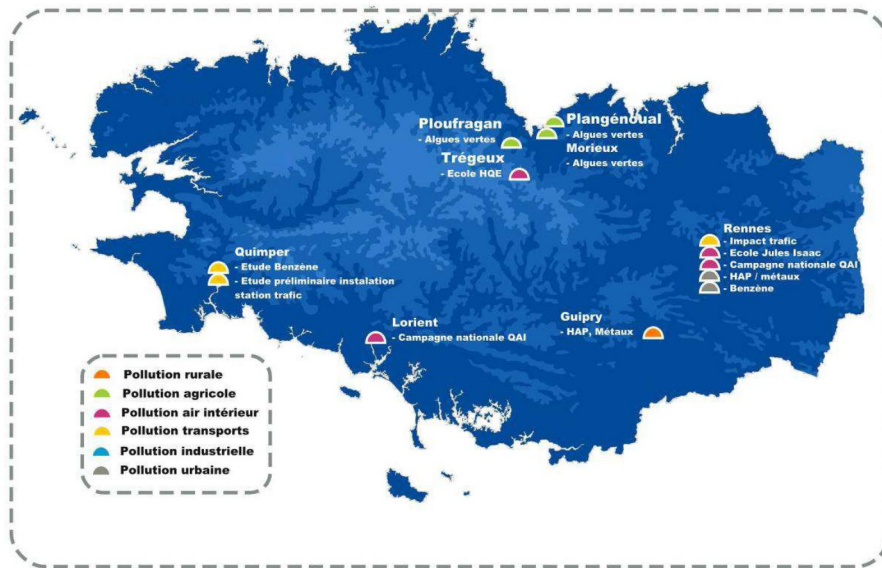 Ploufragan
- Algues vertes
Trégeux
- Ecole HQE
Plangénoual
- Algues vertes
Morieux
- Algues vertes
Rennes
- Impact trafic
- Ecole Jules Isaac
- Campagne nationale QAI
- HAP / métaux
- Benzène
Quimper
- Etude Benzène
- Etude préliminaire instalation
station trafic
Lorient
- Campagne nationale QAI
Guipry
- HAP, Métaux
Pollution rurale
Pollution agricole
Pollution air intérieur
Pollution transports
Pollution industrielle
Pollution urbaine